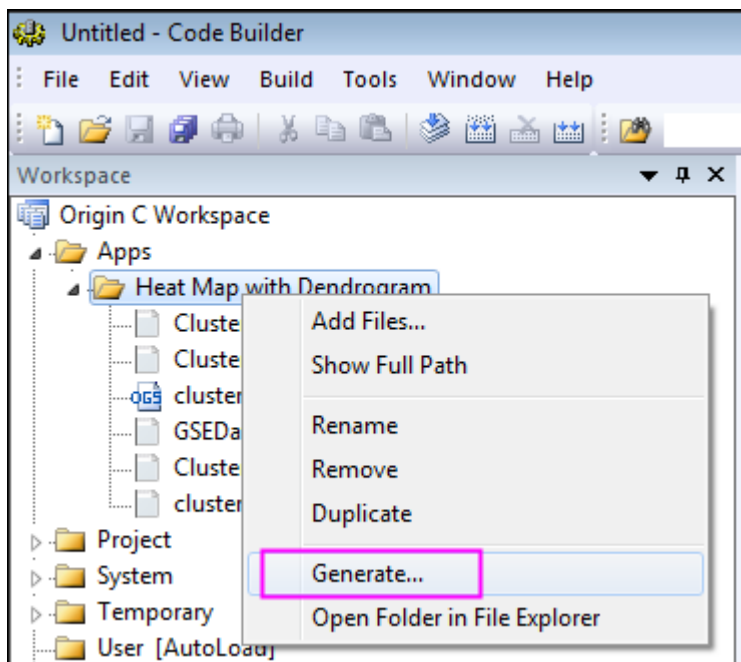 Untitled - Code Builder
File Edit View Build Tools Window Help
Workspace
Origin C Workspace
Apps
Heat Map with Dendrogram
Cluste
Add Files...
Cluste
Show Full Path
OGS cluster
GSEDa
Rename
Cluste
Remove
cluster
Duplicate
Project
Generate...
System
Temporary
Open Folder in File Explorer
User [AutoLoad]